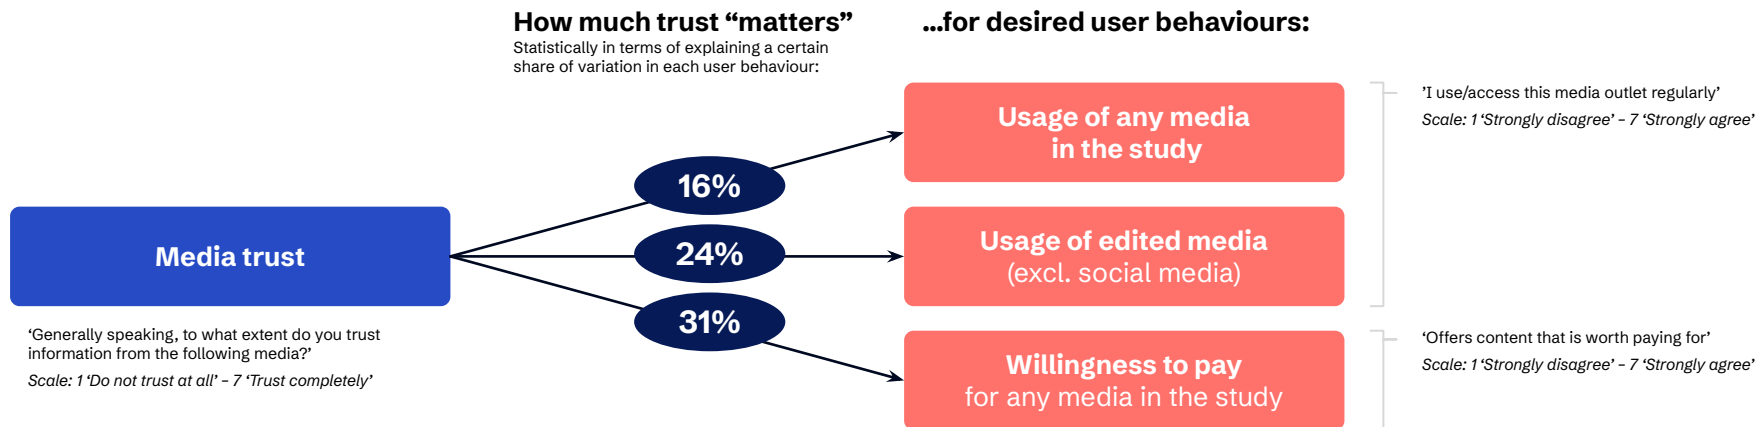 How much trust “matters”
Statistically in terms of explaining a certain
share of variation in each user behaviour:
...for desired user behaviours:
Media trust
‘Generally speaking, to what extent do you trust
information from the following media?’
Scale: 1 ‘Do not trust at all’ – 7 ‘Trust completely’
16%
24%
31%
Usage of any media
in the study
Usage of edited media
(excl. social media)
Willingness to pay
for any media in the study
’I use/access this media outlet regularly’
Scale: 1 ‘Strongly disagree’ – 7 ‘Strongly agree’
‘Offers content that is worth paying for’
Scale: 1 ‘Strongly disagree’ – 7 ‘Strongly agree’